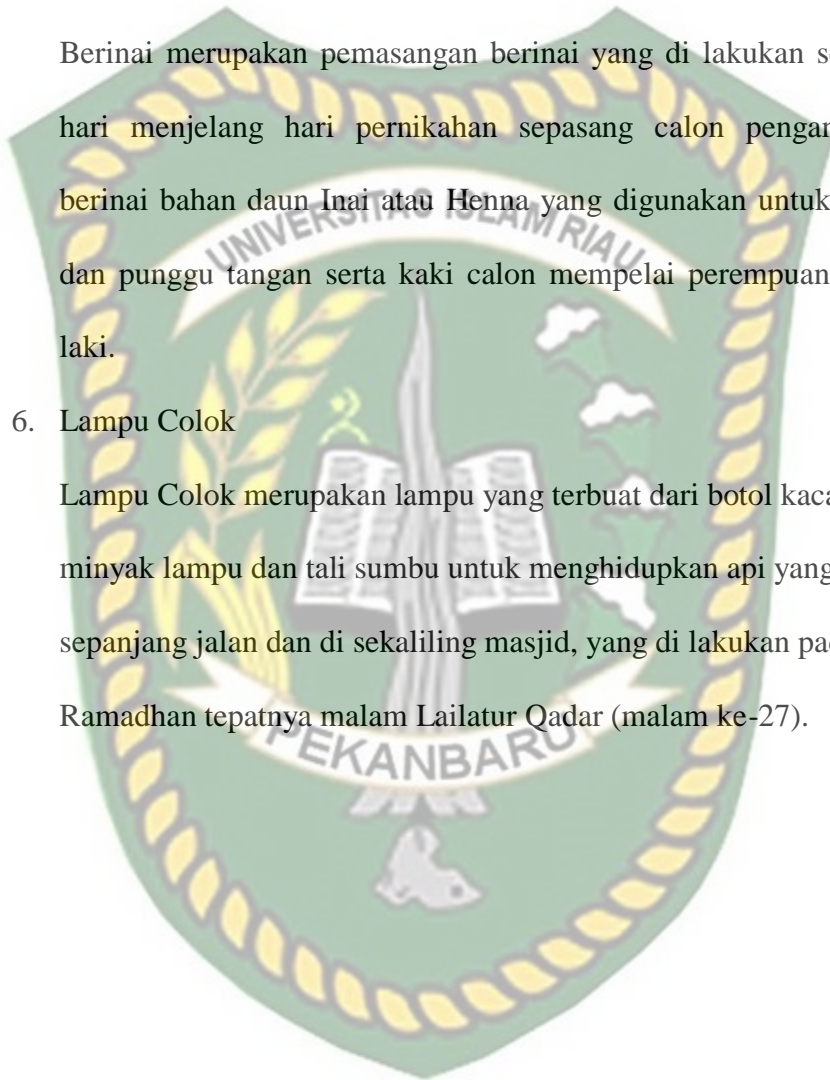 Berinai merupakan pemasangan berinai yang di lakukan
hari menjelang hari pernikahan sepasang calon
berinai bahan daun Inai atau Henna yang digunakan untuk
dan punggu tangan serta kaki calon mempelai perempuan
laki.
6. Lampu Colok
Lampu Colok merupakan lampu yang terbuat dari botol
minyak lampu dan tali sumbu untuk menghidupkan api yang
sepanjang jalan dan di sekaliling masjid, yang di lakukan
Ramadhan tepatnya malam Lailatur Qadar (malam ke-27).
UNIVERSITAS ISLAM RIAU
PEKANBARU